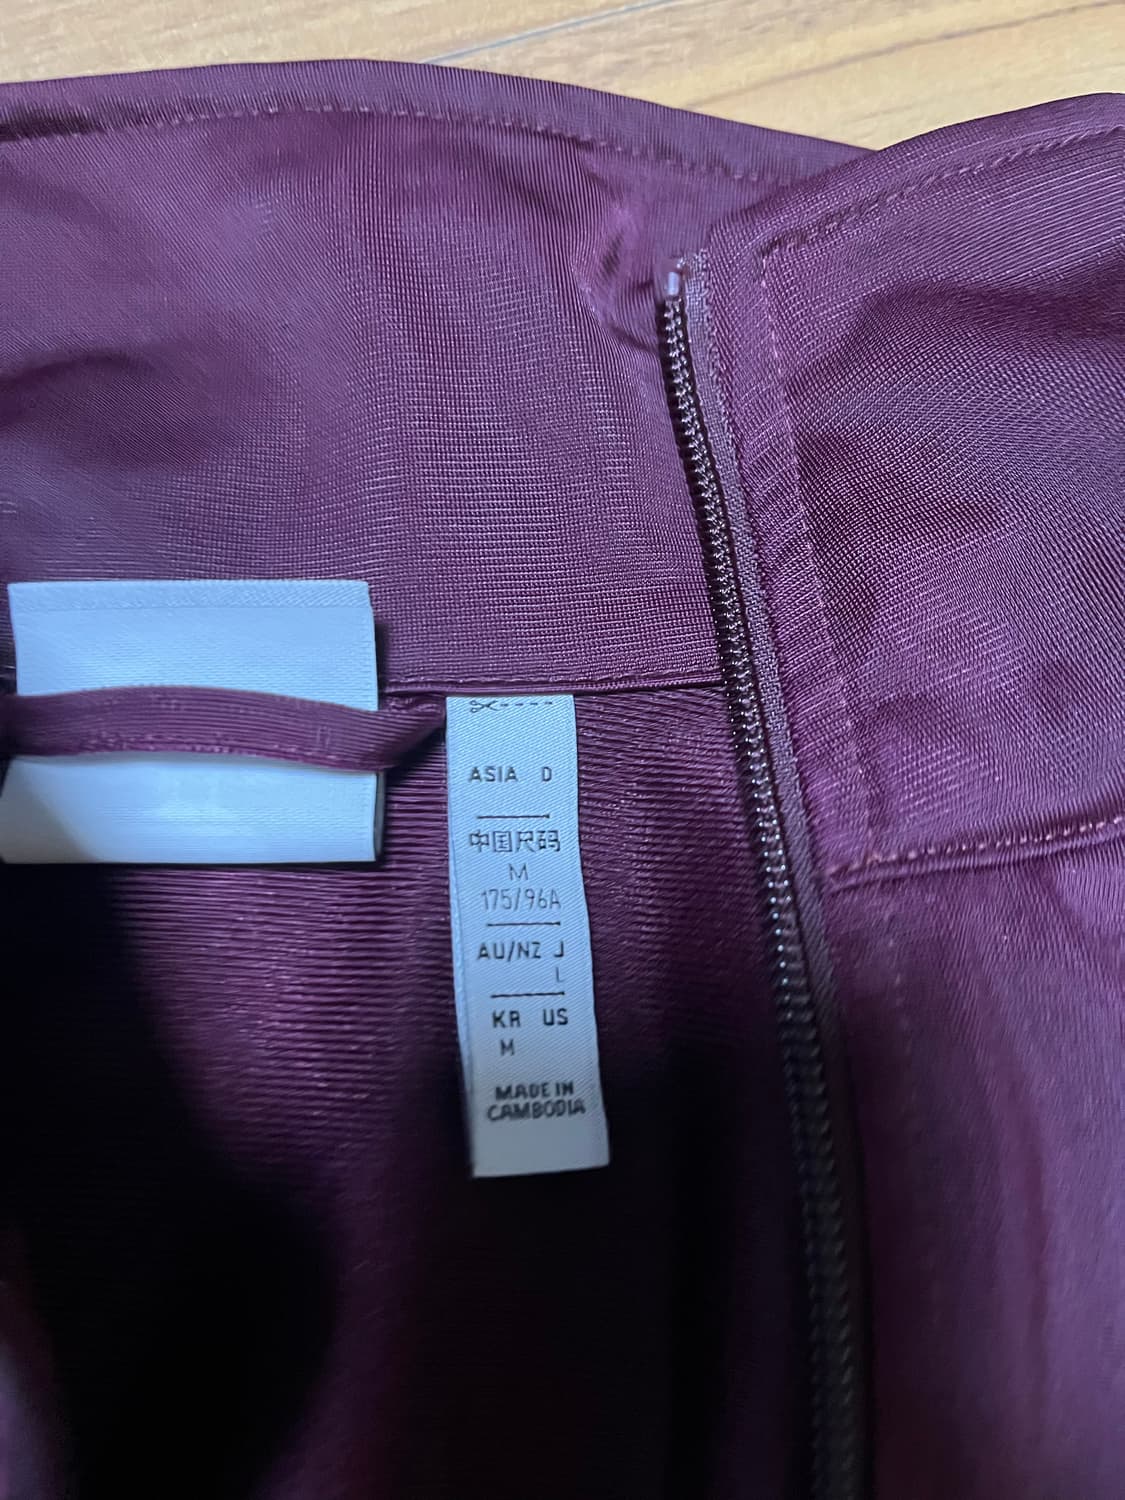 ASIA D
中国尺码
M
175/96A
AU/NZ J
L
KR US
M
MADE IN
CAMBODIA